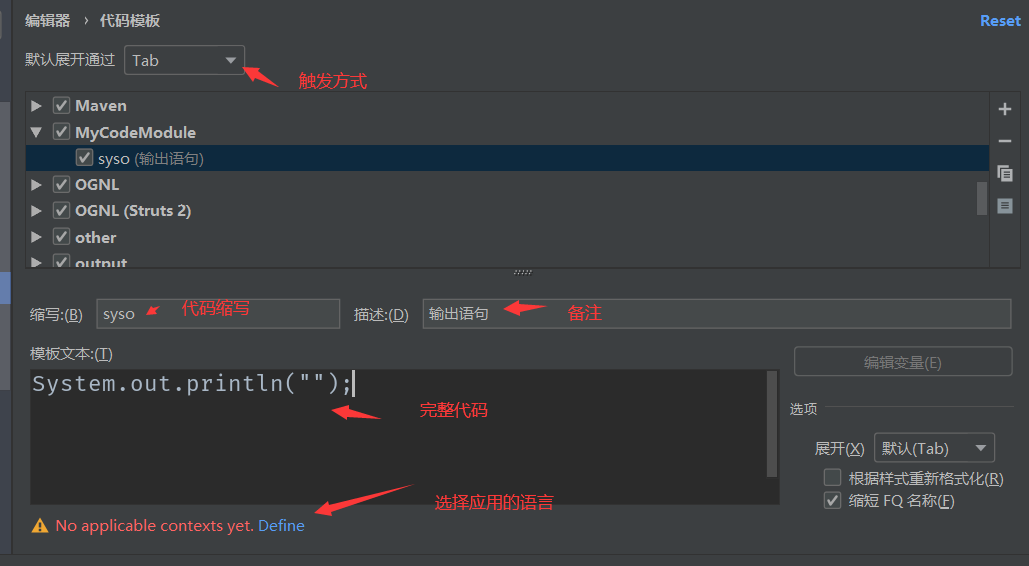 编辑器 › 代码模板 Reset
默认展开通过 Tab
触发方式
Maven
MyCodeModule
syso (输出语句)
OGNL
OGNL (Struts 2)
other
output
缩写:(B) syso 代码缩写 描述:(D) 输出语句 备注
模板文本:(T)
编辑变量(E)
System.out.println("");
完整代码
选项
展开(X) 默认(Tab)
根据样式重新格式化(R)
缩短 FQ 名称(F)
选择应用的语言
No applicable contexts yet. Define